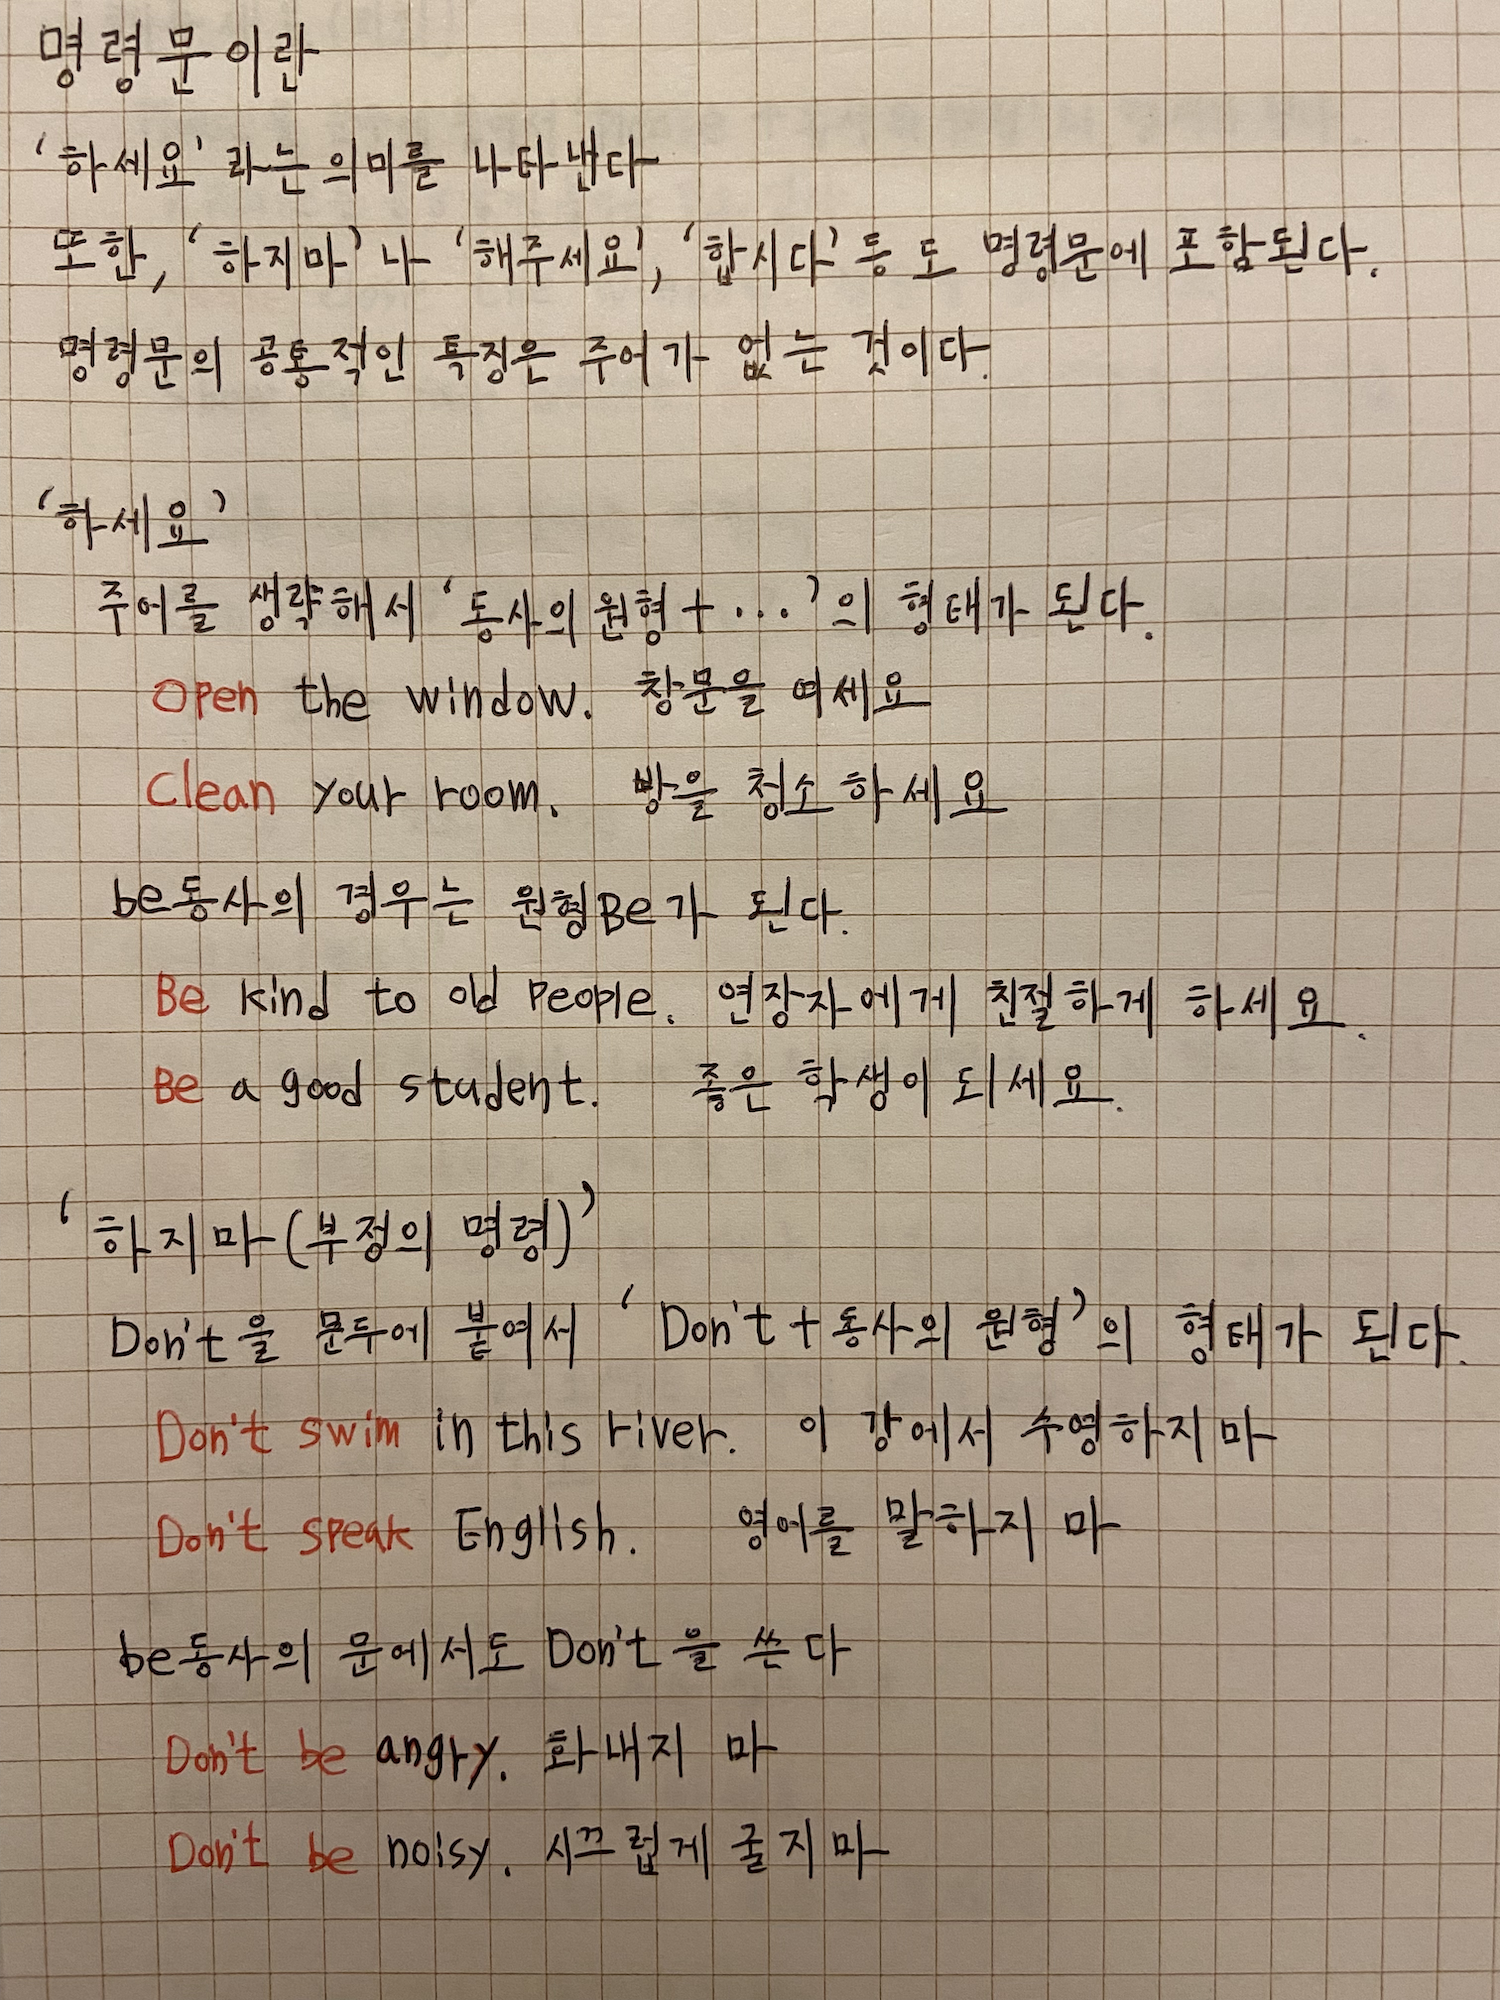 명령문이란
'하세요' 라는 의미를 나타낸다
또한, '하지마' 나 '해주세요', '합시다' 등도 명령문에 포함된다.
명령문의 공통적인 특징은 주어가 없는 것이다.
'하세요'
주어를 생략해서 '동사의 원형 + ...'의 형태가 된다.
Open the window. 창문을 여세요
Clean your room. 방을 청소하세요
be동사의 경우는 원형Be가 된다.
Be kind to old people. 연장자에게 친절하게 하세요.
Be a good student. 좋은 학생이 되세요.
'하지마(부정의 명령)'
Don't을 문두에 붙여서 'Don't + 동사의 원형'의 형태가 된다.
Don't swim in this river. 이 강에서 수영하지마
Don't speak English. 영어를 말하지 마
be동사의 문에서도 Don't을 쓴다
Don't be angry. 화내지 마
Don't be noisy. 시끄럽게 굴지마